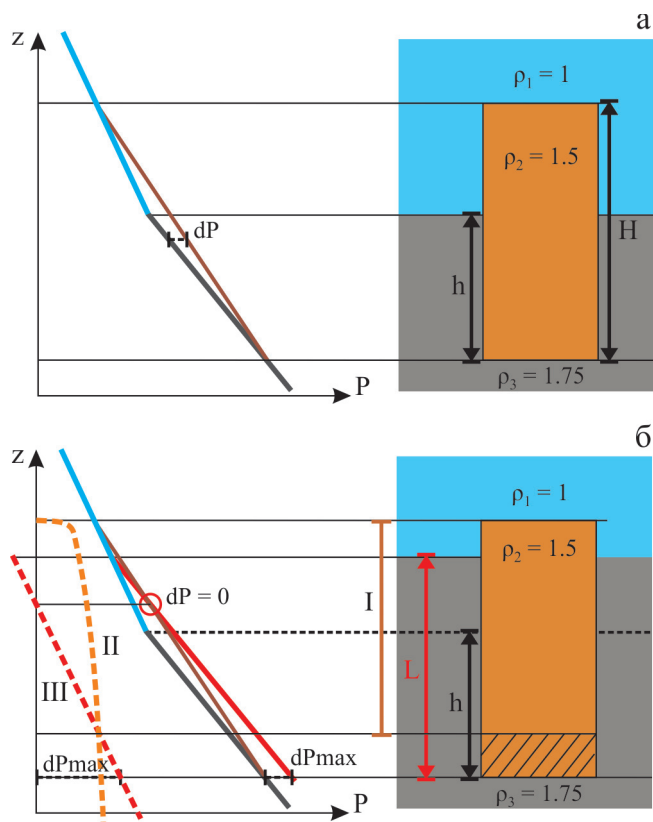 а
z
ρ₁ = 1
ρ₂ = 1.5
dP
H
h
P
ρ₃ = 1.75
б
z
ρ₁ = 1
ρ₂ = 1.5
I
dP = 0
II
L
III
h
dPmax
dPmax
P
ρ₃ = 1.75